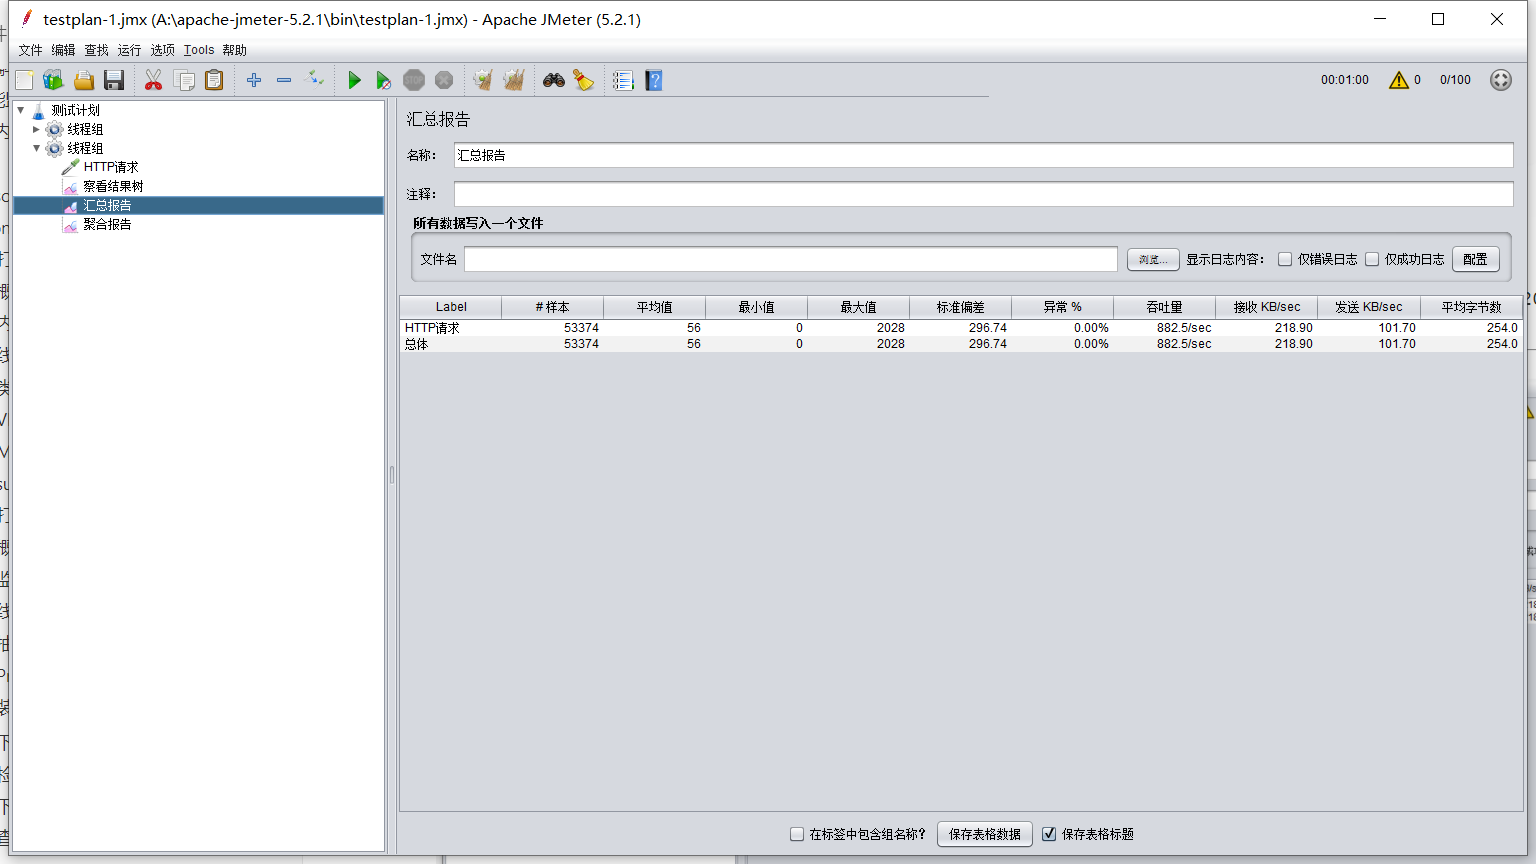 testplan-1.jmx (A:\apache-jmeter-5.2.1\bin\testplan-1.jmx) - Apache JMeter (5.2.1)
文件 编辑 查找 运行 选项 Tools 帮助
STOP
00:01:00 0 0/100
测试计划
线程组
线程组
HTTP请求
察看结果树
汇总报告
聚合报告
汇总报告
名称： 汇总报告
注释：
所有数据写入一个文件
文件名 浏览... 显示日志内容： 仅错误日志 仅成功日志 配置
Label # 样本 平均值 最小值 最大值 标准偏差 异常 % 吞吐量 接收 KB/sec 发送 KB/sec 平均字节数
HTTP请求 53374 56 0 2028 296.74 0.00% 882.5/sec 218.90 101.70 254.0
总体 53374 56 0 2028 296.74 0.00% 882.5/sec 218.90 101.70 254.0
在标签中包含组名称？ 保存表格数据 保存表格标题